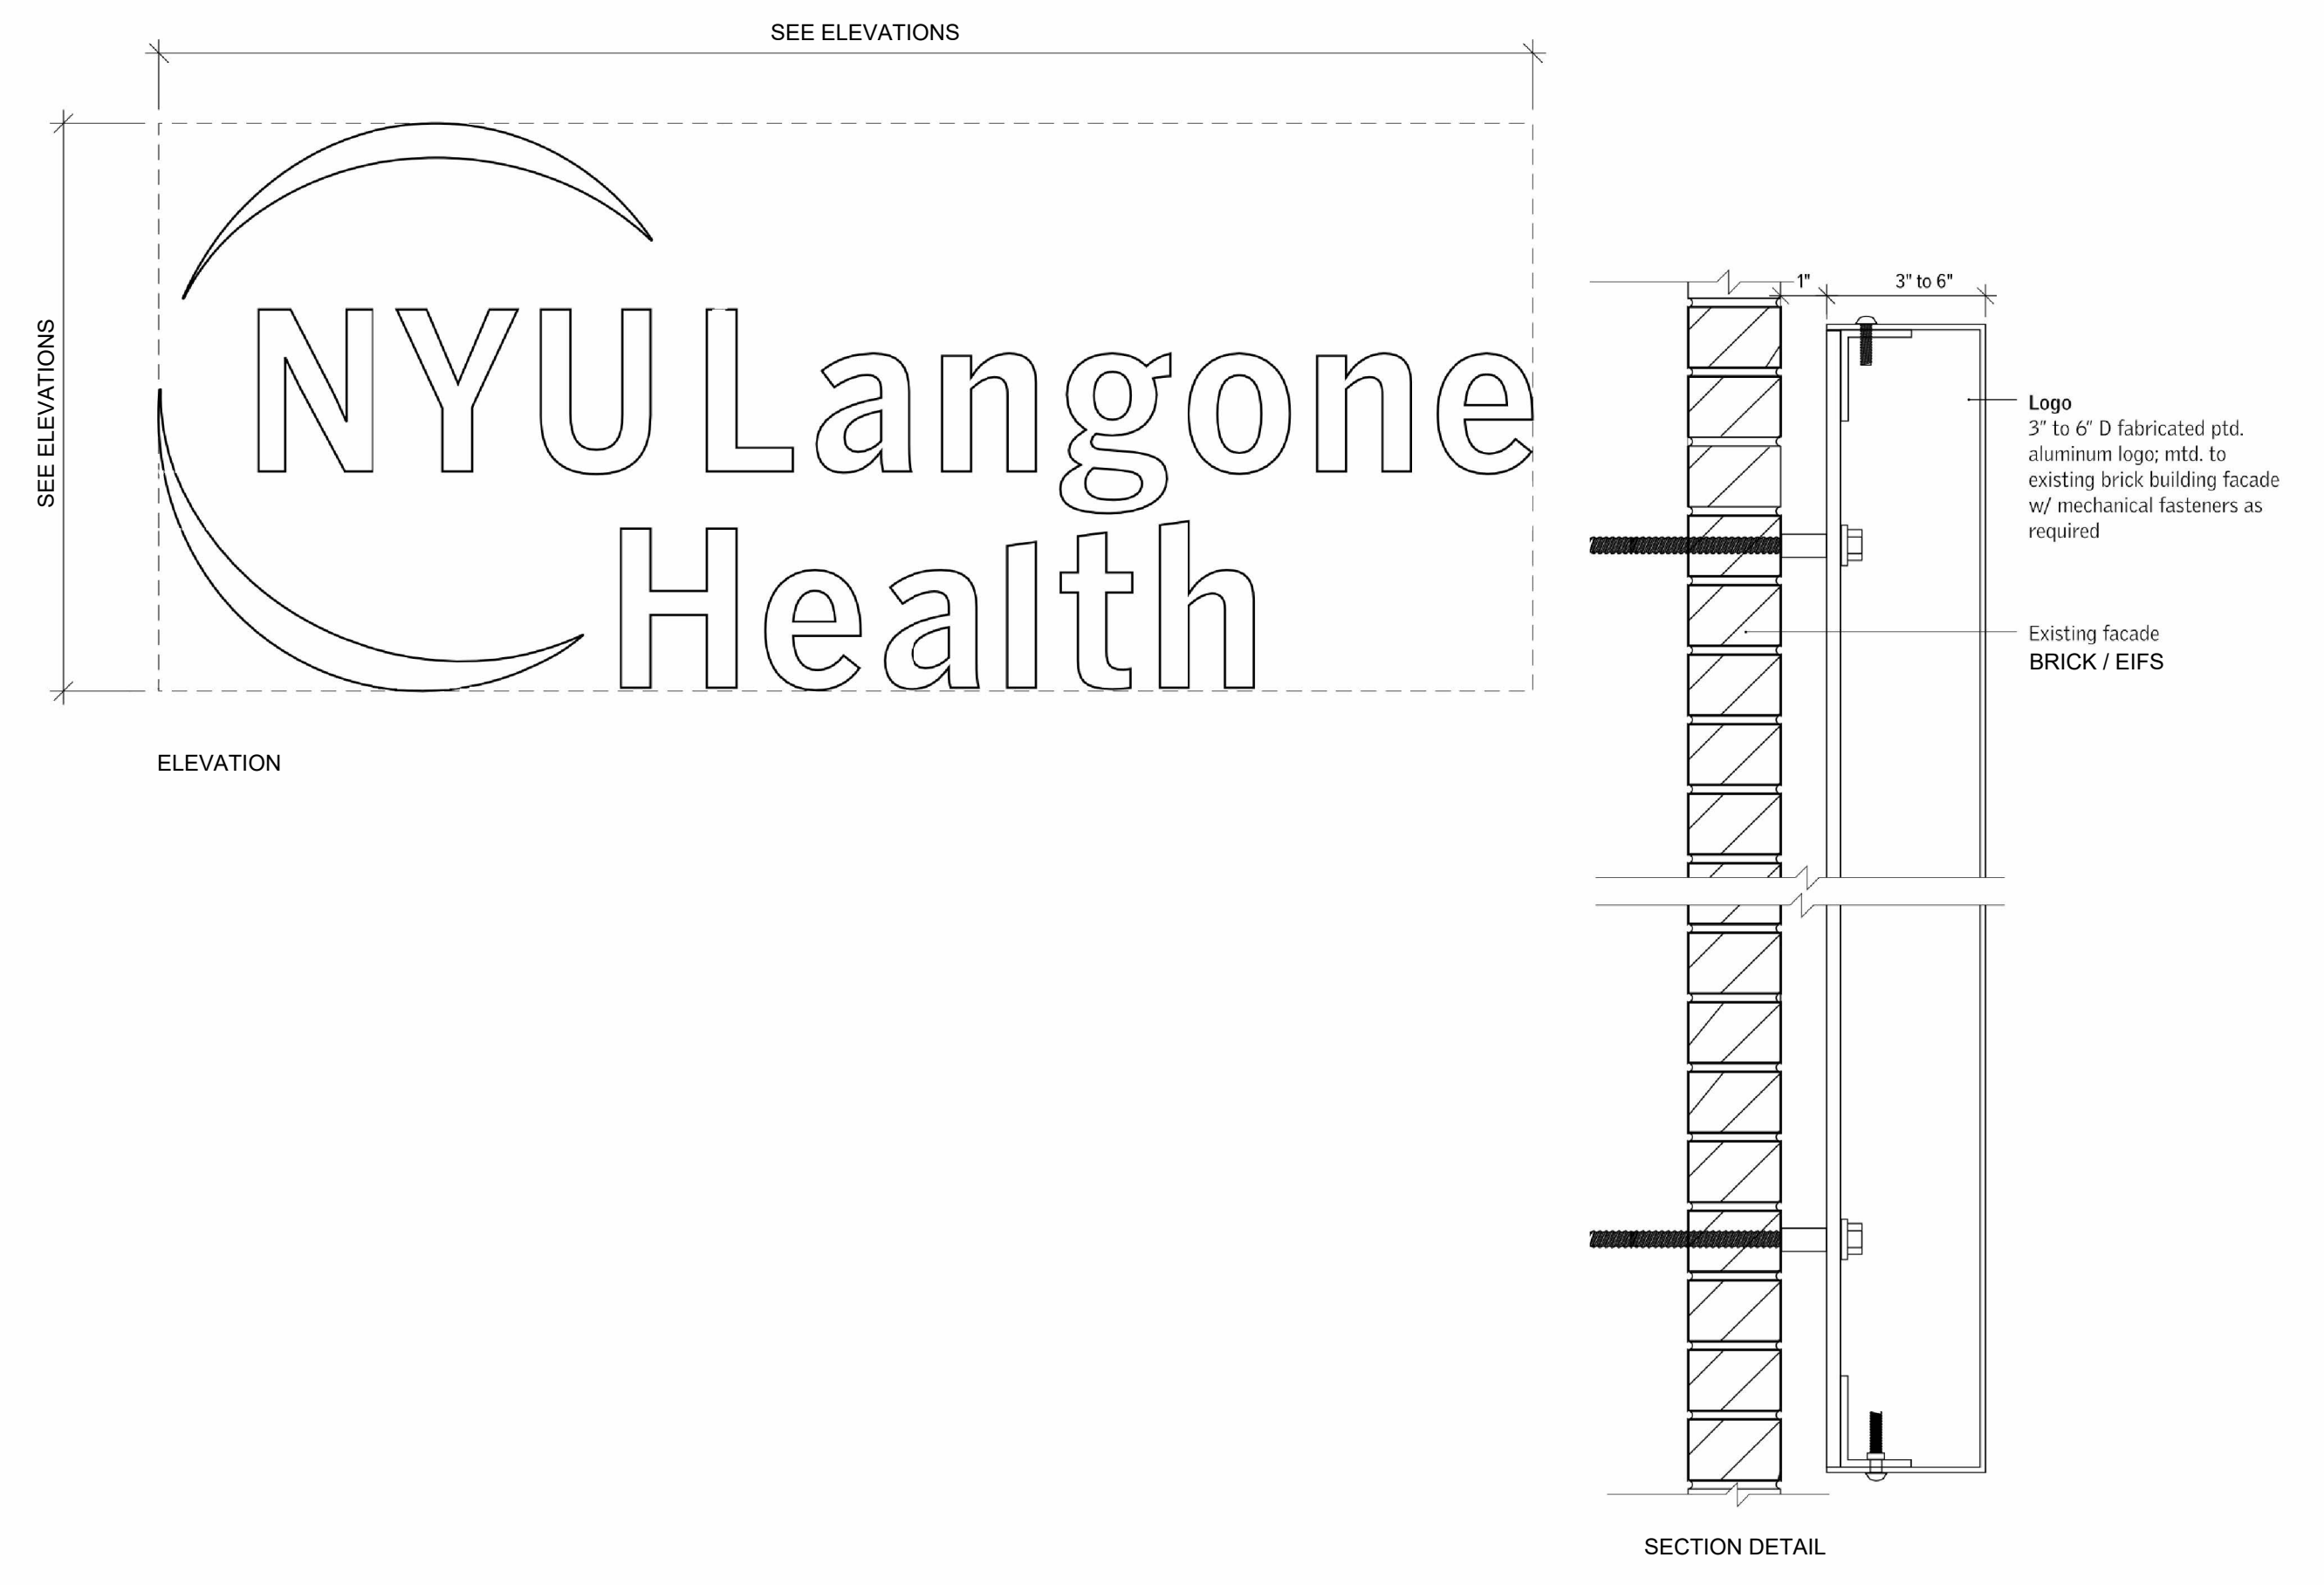 SEE ELEVATIONS
SEE ELEVATIONS
NYU Langone
Health
ELEVATION
1"
3" to 6"
Logo
3" to 6" D fabricated ptd.
aluminum logo; mtd. to
existing brick building facade
w/ mechanical fasteners as
required
Existing facade
BRICK / EIFS
SECTION DETAIL